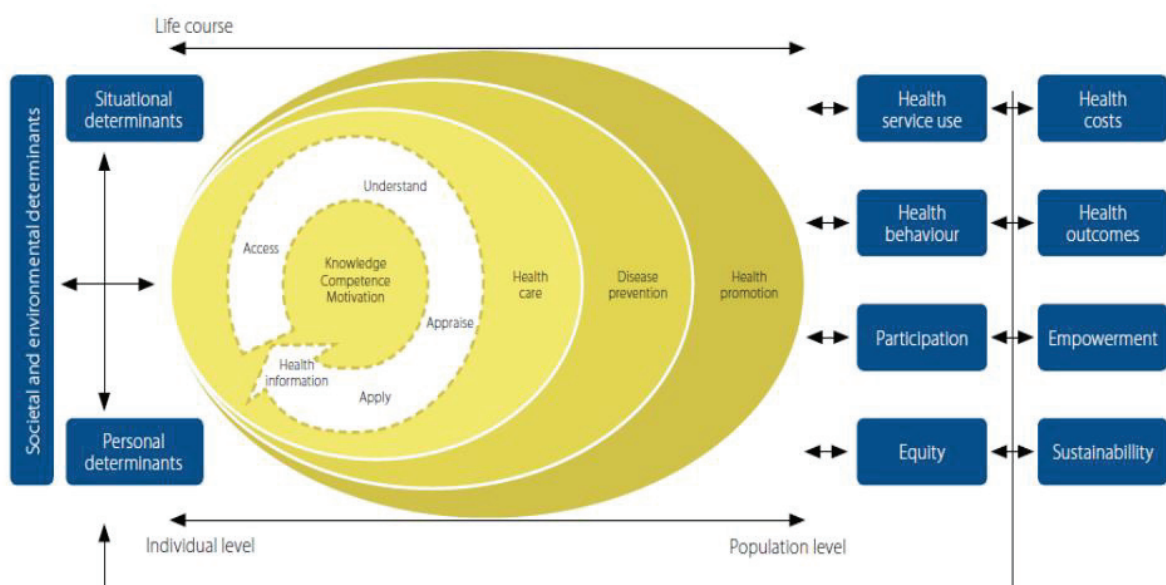 Life course
Societal and environmental determinants
Situational
determinants
Personal
determinants
Understand
Access
Knowledge
Competence
Motivation
Appraise
Health
information
Apply
Health
care
Disease
prevention
Health
promotion
Health
service use
Health
costs
Health
behaviour
Health
outcomes
Participation
Empowerment
Equity
Sustainabillity
Individual level
Population level